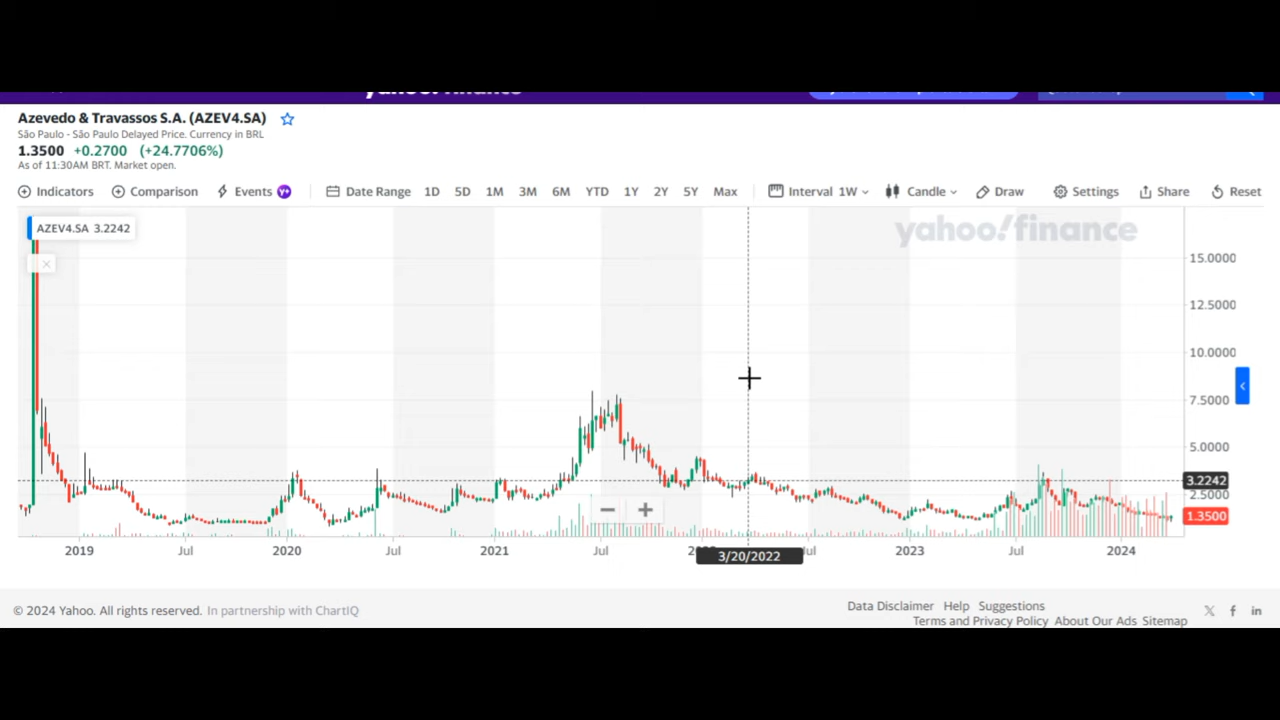 Azevedo & Travassos S.A. (AZEV4.SA)
São Paulo - São Paulo Delayed Price. Currency in BRL
1.3500 +0.2700 (+24.7706%)
As of 11:30AM BRT. Market open.
Indicators Comparison Events Y+ Date Range 1D 5D 1M 3M 6M YTD 1Y 2Y 5Y Max Interval 1W Candle Draw Settings Share Reset
AZEV4.SA 3.2242
yahoo!finance
15.0000
12.5000
10.0000
7.5000
5.0000
3.2242
2.5000
1.3500
2019 Jul 2020 Jul 2021 Jul Jul 2023 Jul 2024
3/20/2022
© 2024 Yahoo. All rights reserved. In partnership with ChartIQ
Data Disclaimer Help Suggestions
Terms and Privacy Policy About Our Ads Sitemap